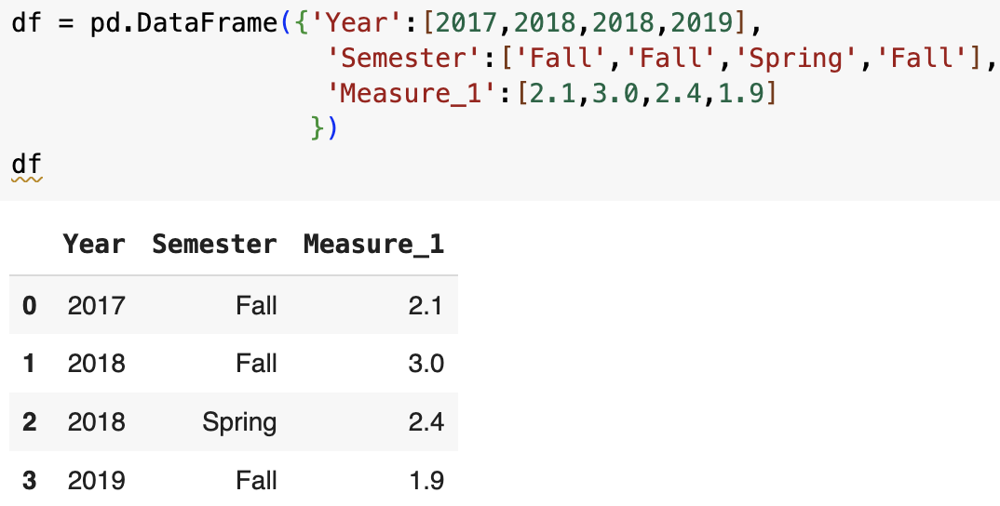 df = pd.DataFrame({'Year':[2017,2018,2018,2019],
'Semester':['Fall','Fall','Spring','Fall'],
'Measure_1':[2.1,3.0,2.4,1.9]
})
df
Year Semester Measure_1
0 2017 Fall 2.1
1 2018 Fall 3.0
2 2018 Spring 2.4
3 2019 Fall 1.9